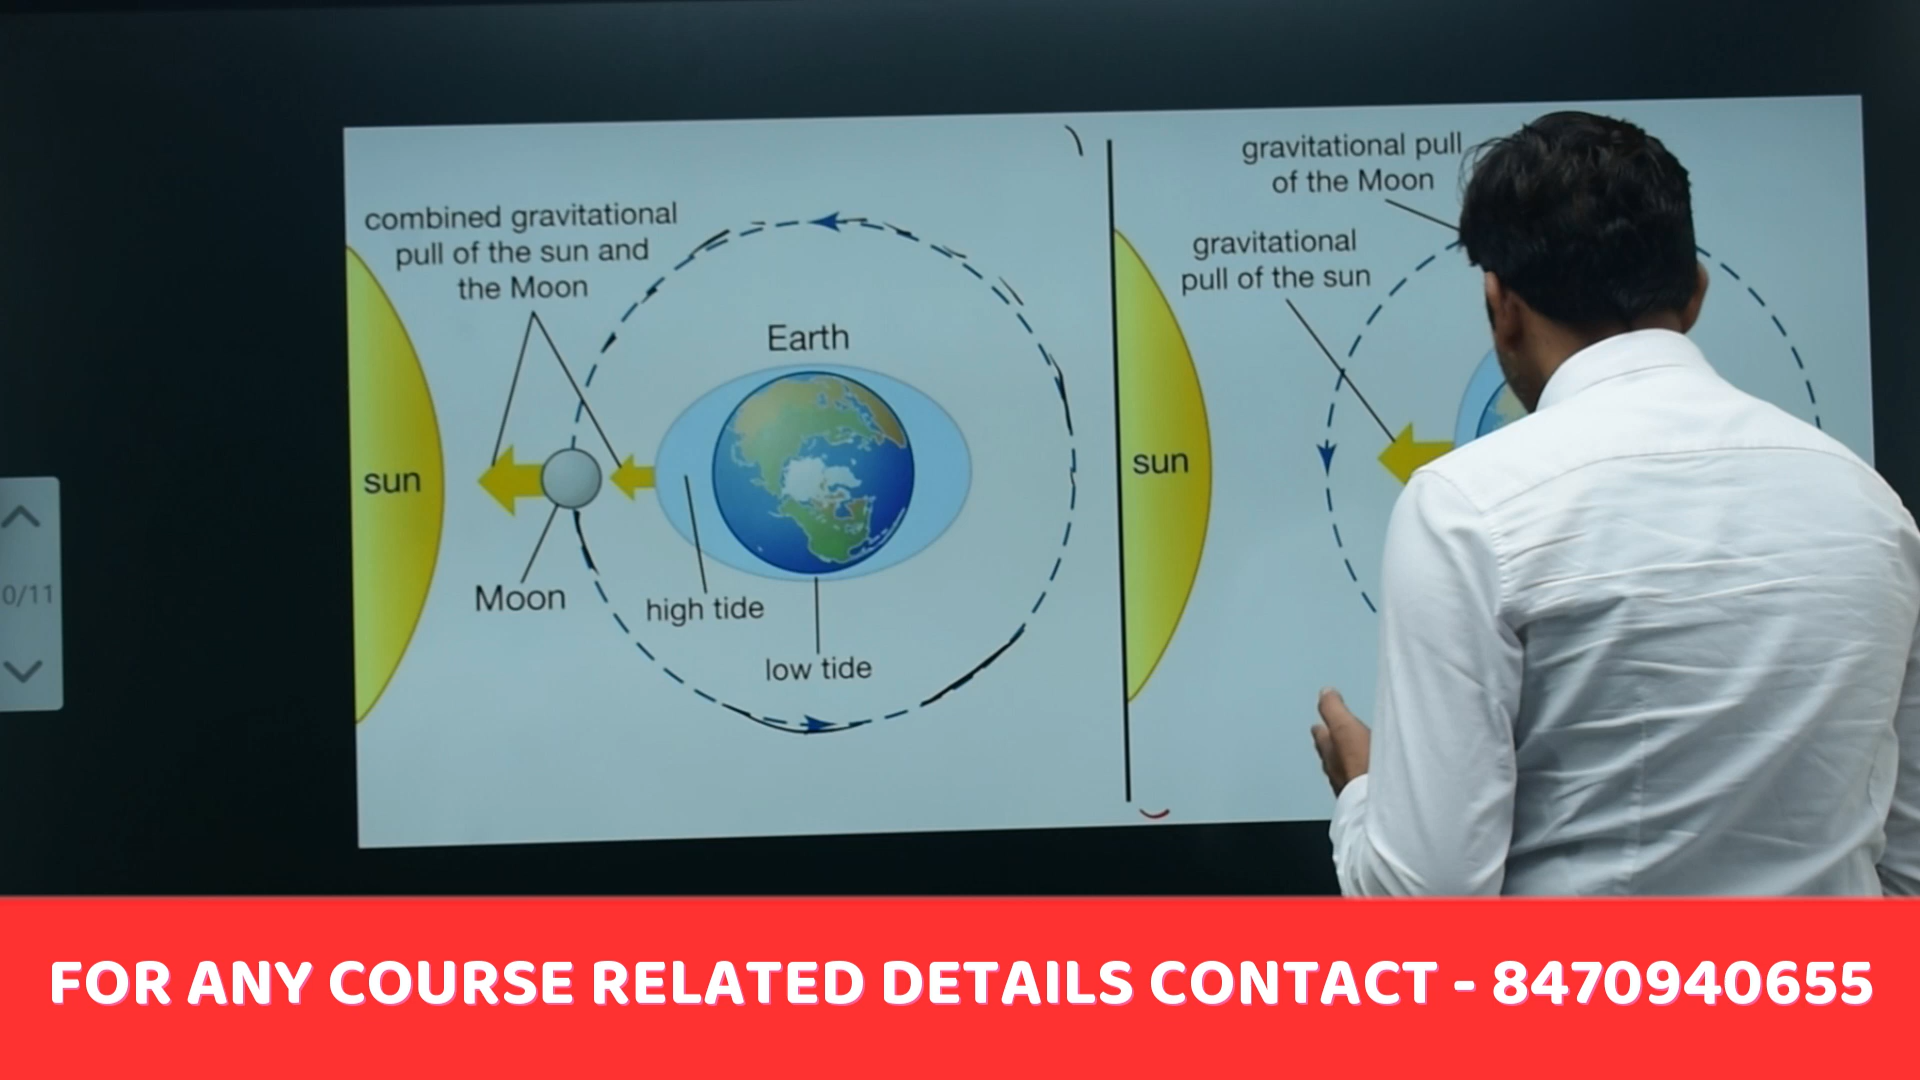 combined gravitational
pull of the sun and
the Moon
Earth
sun
Moon
high tide
low tide
gravitational pull
of the Moon
gravitational
pull of the sun
sun
0/11
FOR ANY COURSE RELATED DETAILS CONTACT - 8470940655